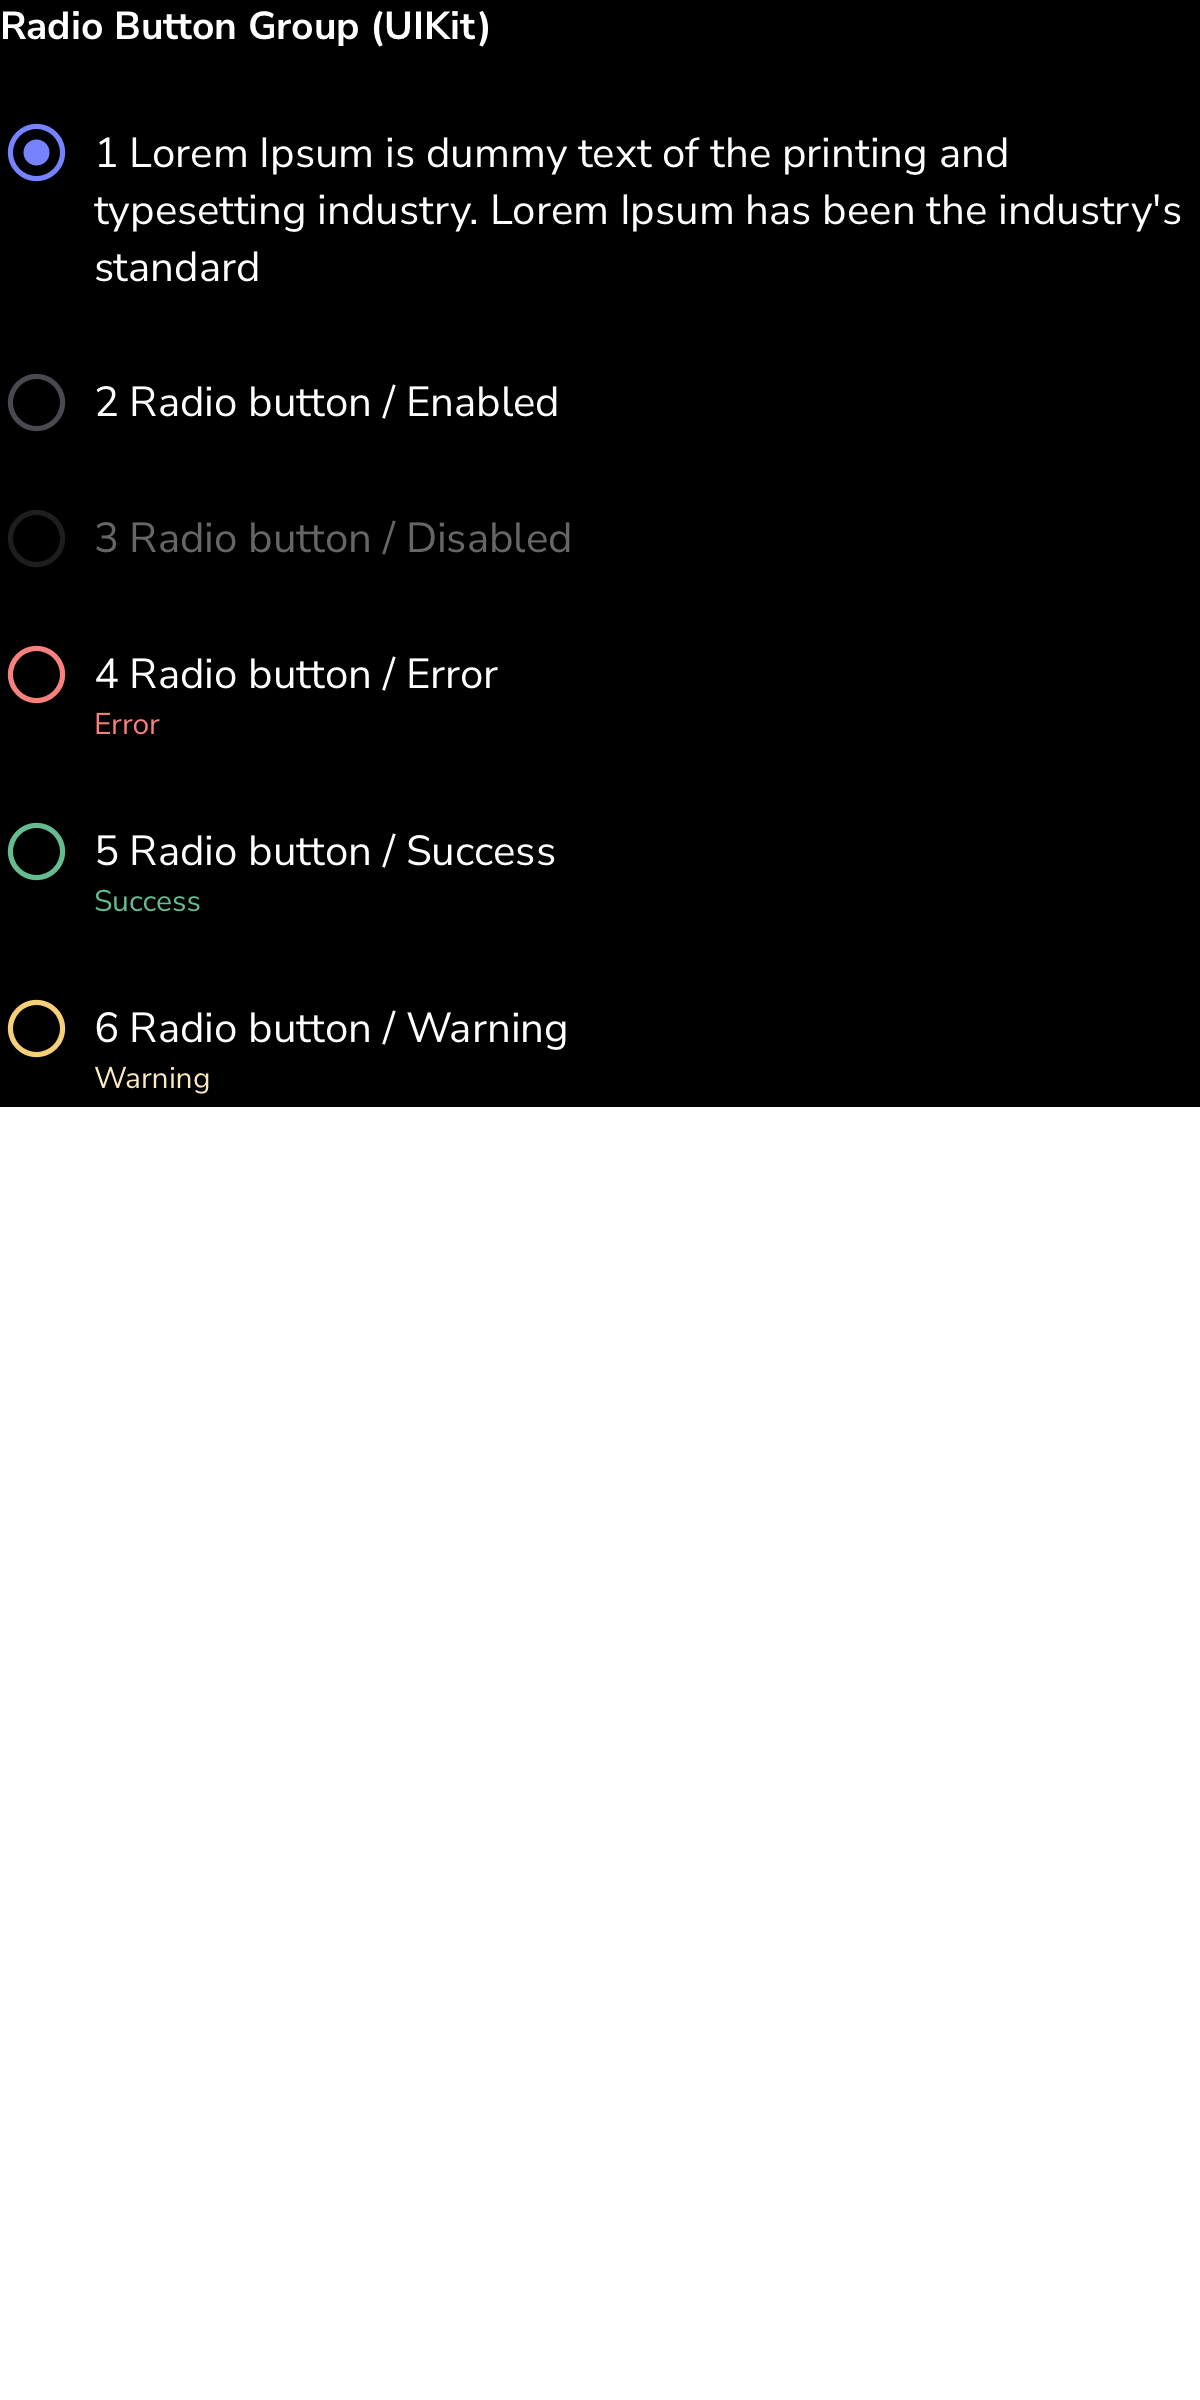 Radio Button Group (UIKit)
1 Lorem Ipsum is dummy text of the printing and
typesetting industry. Lorem Ipsum has been the industry's
standard
2 Radio button / Enabled
3 Radio button / Disabled
4 Radio button / Error
Error
5 Radio button / Success
Success
6 Radio button / Warning
Warning